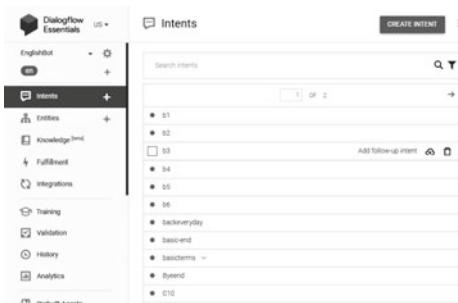 Dialogflow
Essentials
US
Intents
CREATE INTENT
EnglishBot
en
+
Search intents
Intents
+
1 OF 2
Entities
+
b1
Knowledge [beta]
b2
b3
Add follow-up intent
Fulfillment
b4
Integrations
b5
b6
Training
backeveryday
Validation
basic-end
History
basicterms
Analytics
Byeend
C10